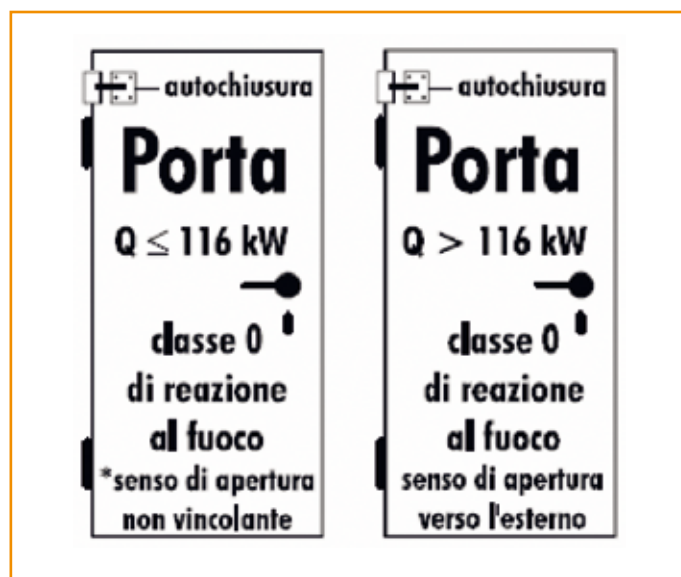 autochiusura
Porta
Q ≤ 116 kW
classe 0
di reazione
al fuoco
*senso di apertura
non vincolante
autochiusura
Porta
Q > 116 kW
classe 0
di reazione
al fuoco
senso di apertura
verso l'esterno